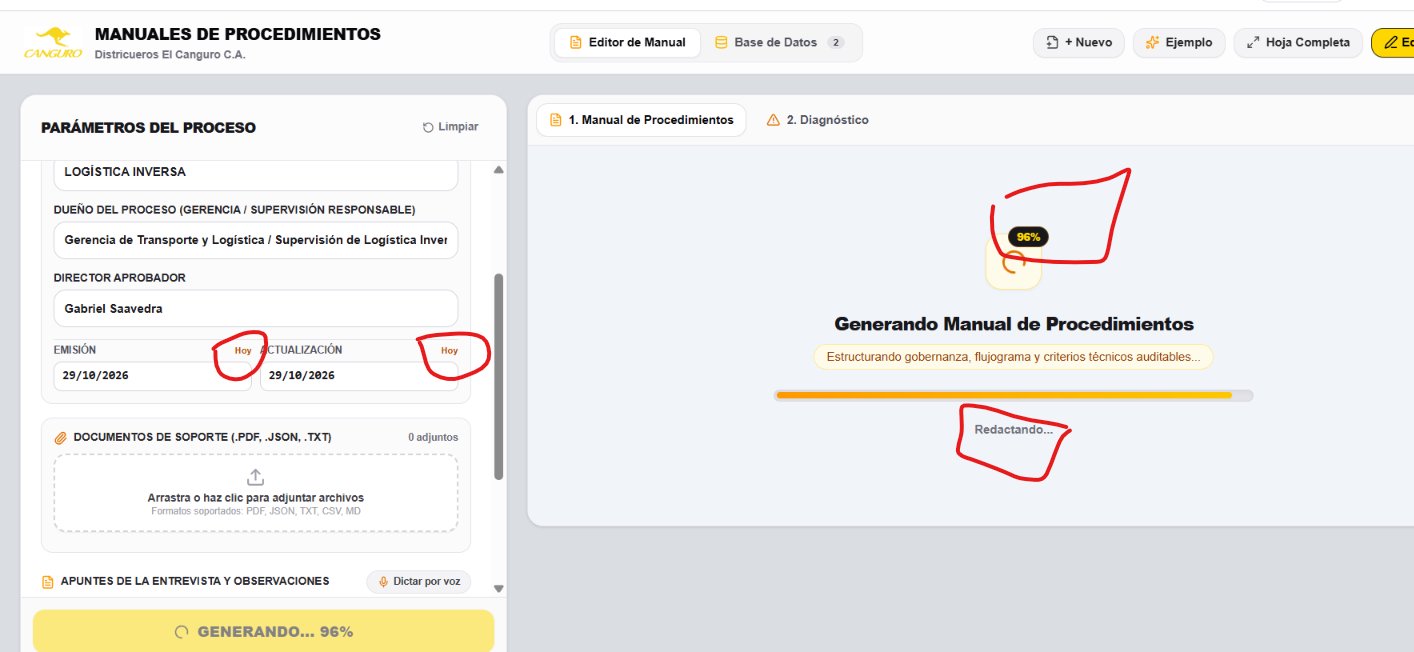 CANGURO
MANUALES DE PROCEDIMIENTOS
Districueros El Canguro C.A.
Editor de Manual
Base de Datos 2
+ Nuevo
Ejemplo
Hoja Completa
Ed
PARÁMETROS DEL PROCESO
Limpiar
LOGÍSTICA INVERSA
DUEÑO DEL PROCESO (GERENCIA / SUPERVISIÓN RESPONSABLE)
Gerencia de Transporte y Logística / Supervisión de Logística Inver
DIRECTOR APROBADOR
Gabriel Saavedra
EMISIÓN Hoy ACTUALIZACIÓN Hoy
29/10/2026 29/10/2026
DOCUMENTOS DE SOPORTE (.PDF, .JSON, .TXT) 0 adjuntos
Arrastra o haz clic para adjuntar archivos
Formatos soportados: PDF, JSON, TXT, CSV, MD
APUNTES DE LA ENTREVISTA Y OBSERVACIONES Dictar por voz
GENERANDO... 96%
1. Manual de Procedimientos
2. Diagnóstico
96%
Generando Manual de Procedimientos
Estructurando gobernanza, flujograma y criterios técnicos auditables...
Redactando...